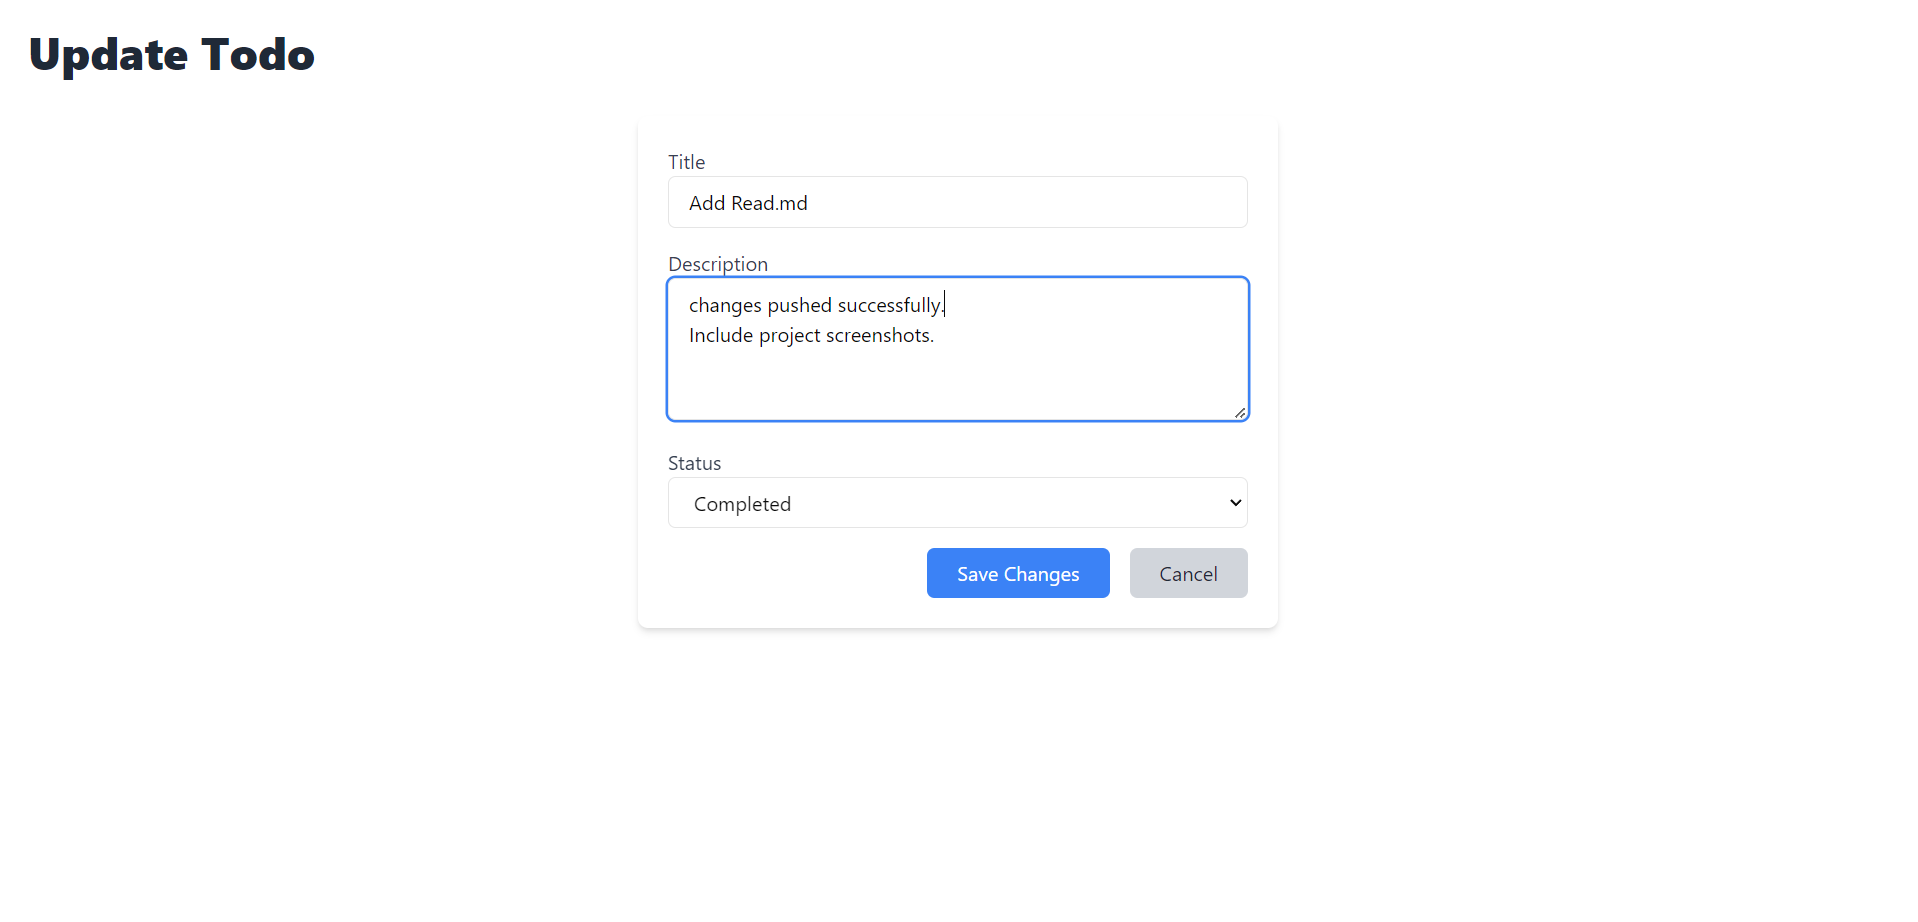 Update Todo
Title
Add Read.md
Description
changes pushed successfully.
Include project screenshots.
Status
Completed
Save Changes
Cancel